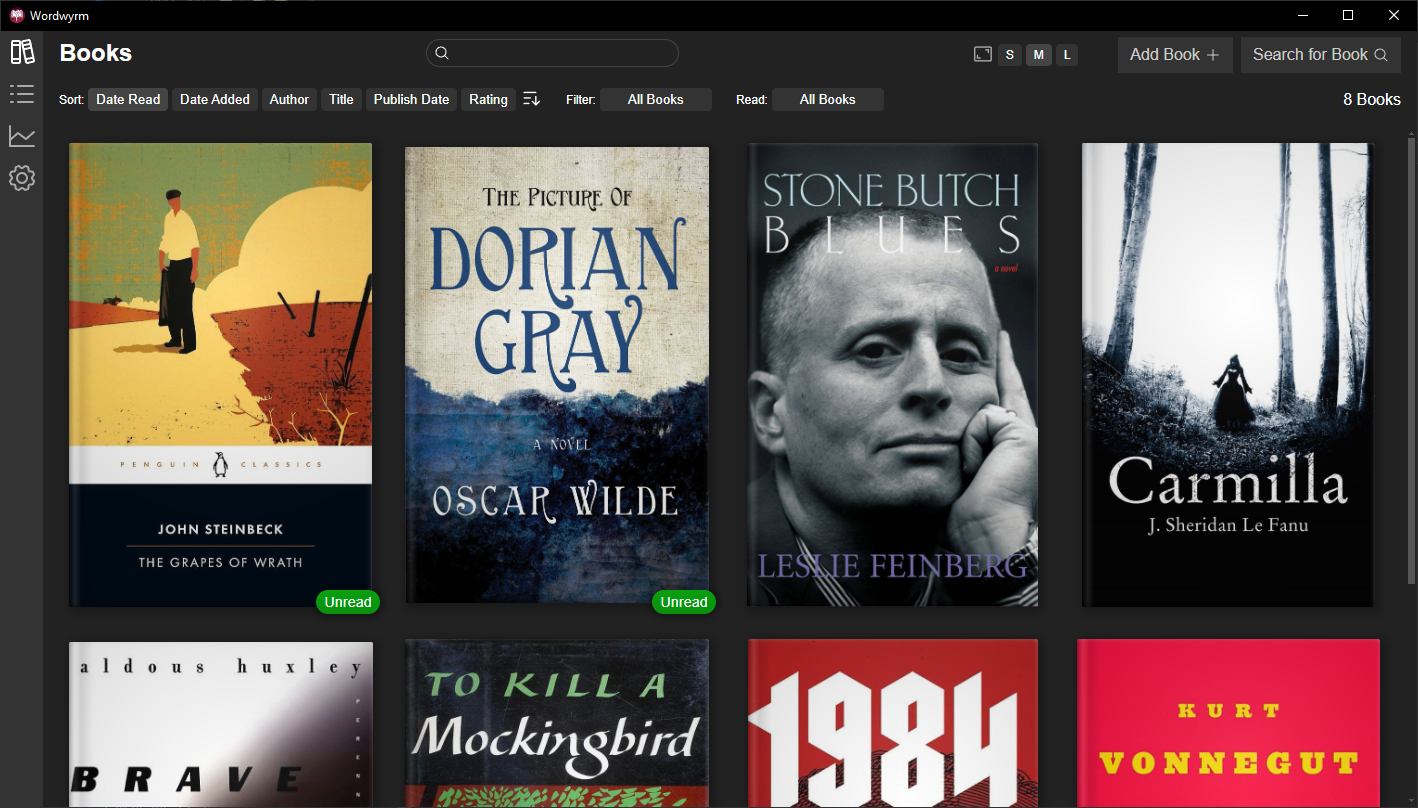 Wordwyrm
Books
S M L
Add Book +
Search for Book
Sort: Date Read Date Added Author Title Publish Date Rating
Filter: All Books
Read: All Books
8 Books
PENGUIN CLASSICS
JOHN STEINBECK
THE GRAPES OF WRATH
Unread
THE PICTURE OF
DORIAN
GRAY
A NOVEL
OSCAR WILDE
Unread
STONE BUTCH
BLUES
a novel
LESLIE FEINBERG
Carmilla
J. Sheridan Le Fanu
aldous huxley
BRAVE
TO KILL A
Mockingbird
1984
KURT
VONNEGUT